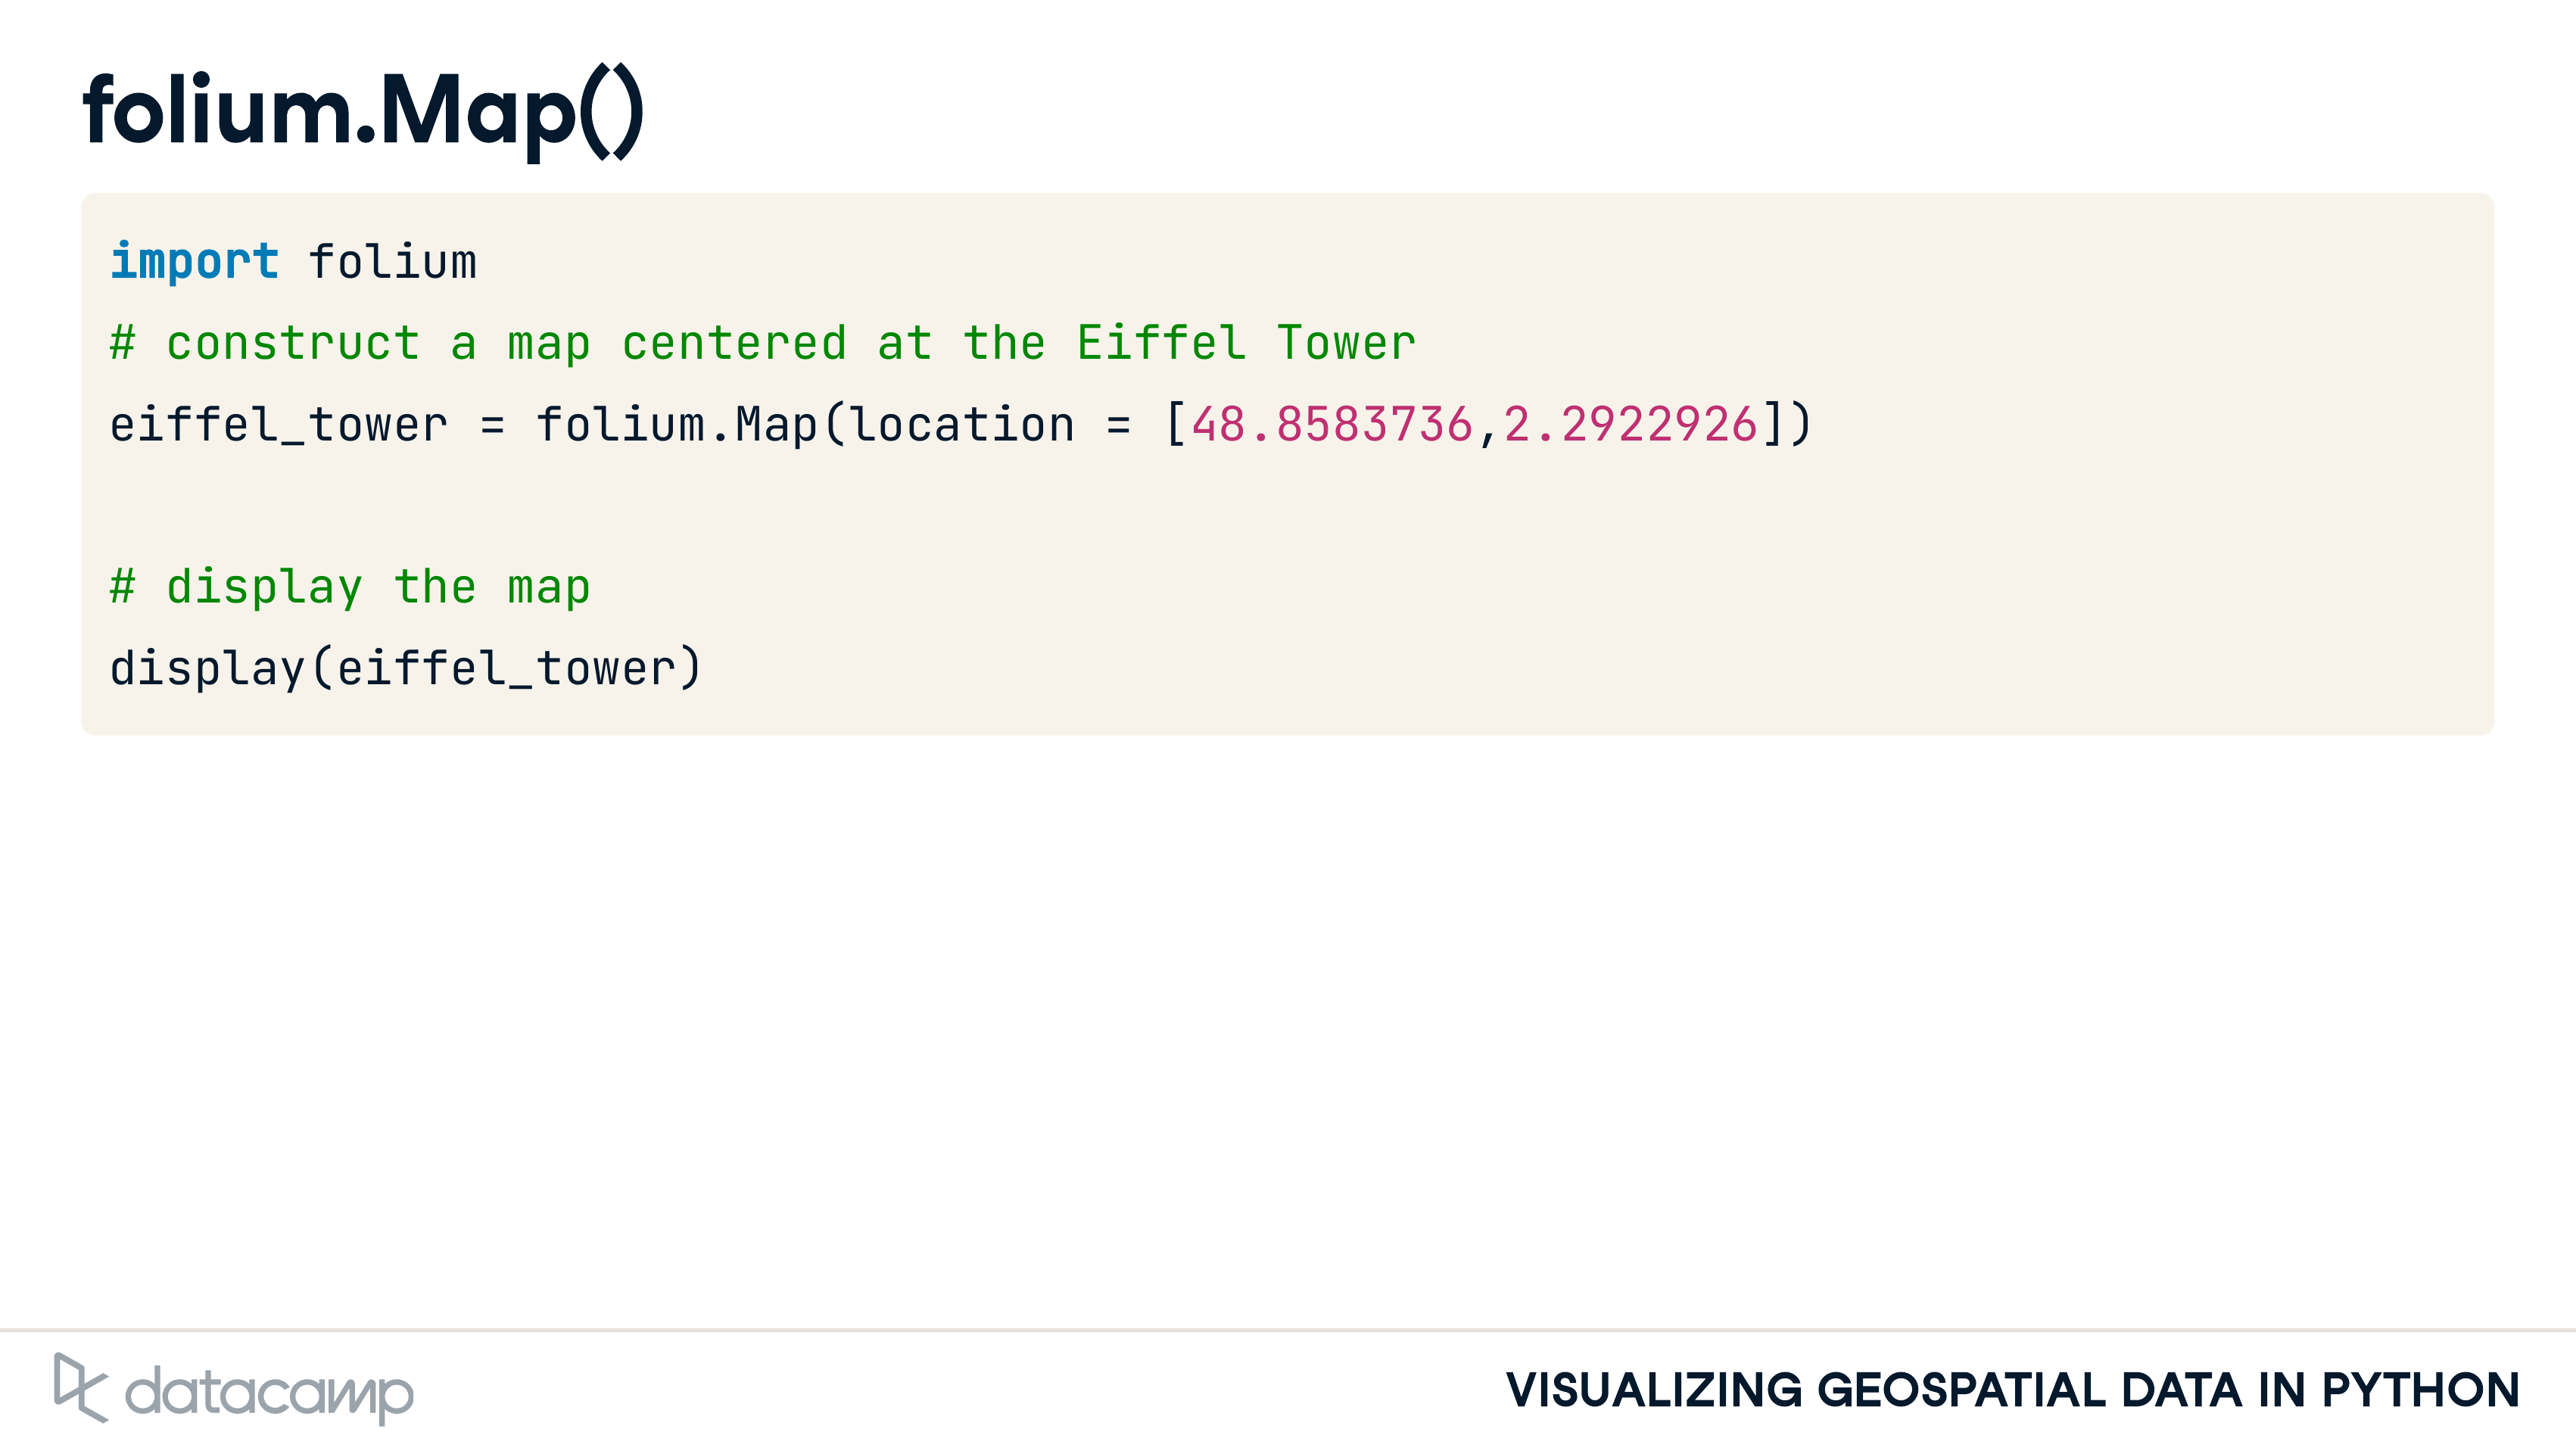 folium.Map()
import folium
# construct a map centered at the Eiffel Tower
eiffel_tower = folium.Map(location = [48.8583736,2.2922926])
# display the map
display(eiffel_tower)
datacamp
VISUALIZING GEOSPATIAL DATA IN PYTHON